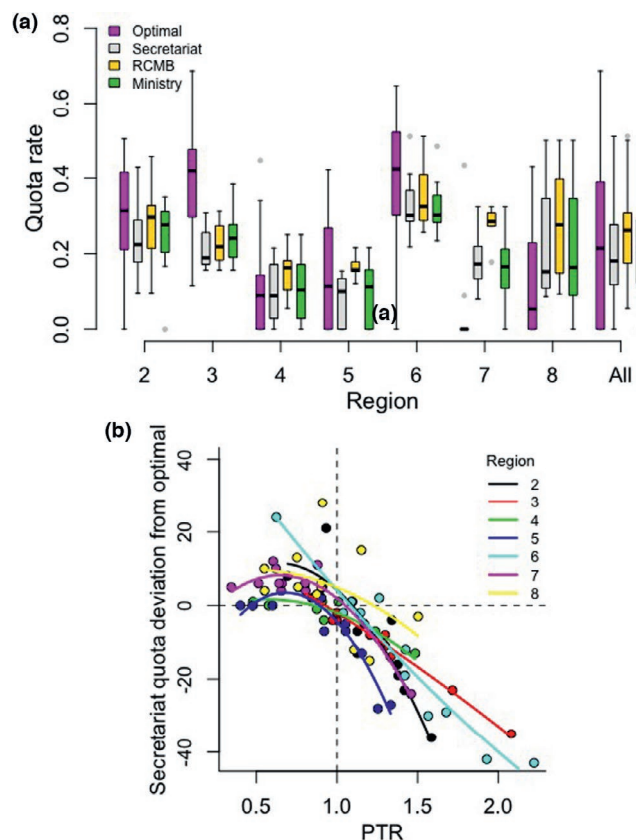 (a)
0.8
0.6
0.4
0.2
0.0
Quota rate
Optimal
Secretariat
RCMB
Ministry
(a)
2 3 4 5 6 7 8 All
Region
(b)
40
20
0
-20
-40
Secretariat quota deviation from optimal
Region
2
3
4
5
6
7
8
0.5 1.0 1.5 2.0
PTR